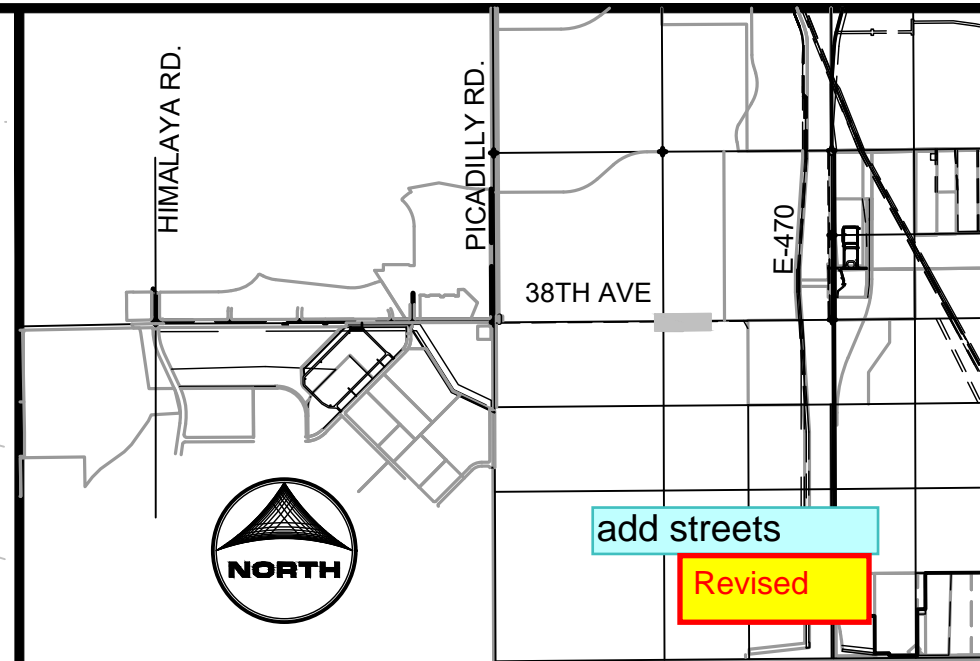 HIMALAYA RD.
PICADILLY RD.
E-470
38TH AVE
NORTH
add streets
Revised